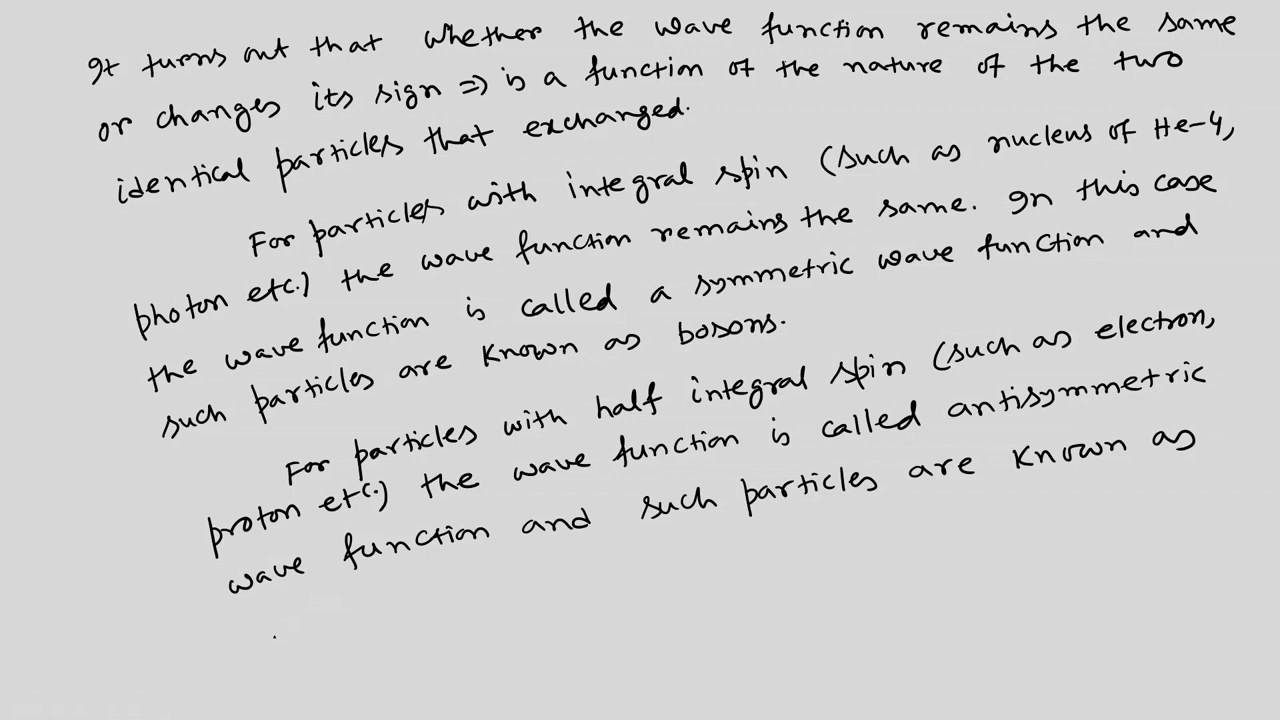 It turns out that whether the wave function remains the same
or changes its sign => is a function of the nature of the two
identical particles that exchanged.
For particles with integral spin (such as nucleus of He-4,
photon etc.) the wave function remains the same. In this case
the wave function is called a symmetric wave function and
such particles are known as bosons.
For particles with half integral spin (such as electron,
proton etc.) the wave function is called antisymmetric
wave function and such particles are known as